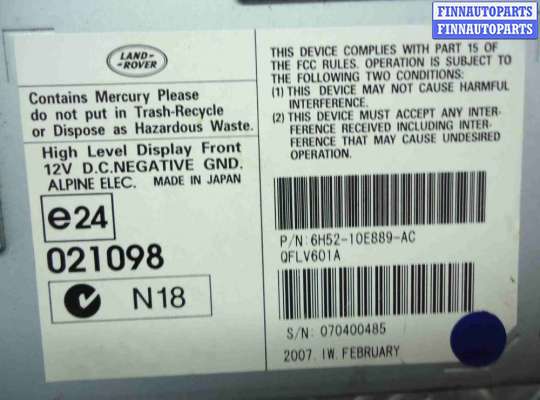 FINNAUTOPARTS
FINNAUTOPARTS
LAND-
-ROVER
Contains Mercury Please
do not put in Trash-Recycle
or Dispose as Hazardous Waste.
High Level Display Front
12V D.C.NEGATIVE GND.
ALPINE ELEC. MADE IN JAPAN
e24
021098
N18
THIS DEVICE COMPLIES WITH PART 15 OF
THE FCC RULES. OPERATION IS SUBJECT TO
THE FOLLOWING TWO CONDITIONS:
(1) THIS DEVICE MAY NOT CAUSE HARMFUL
INTERFERENCE.
(2) THIS DEVICE MUST ACCEPT ANY INTER-
FERENCE RECEIVED INCLUDING INTER-
FERENCE THAT MAY CAUSE UNDESIRED
OPERATION.
P/N:6H52-10E889-AC
QFLV601A
S/N: 070400485
2007. 1W. FEBRUARY